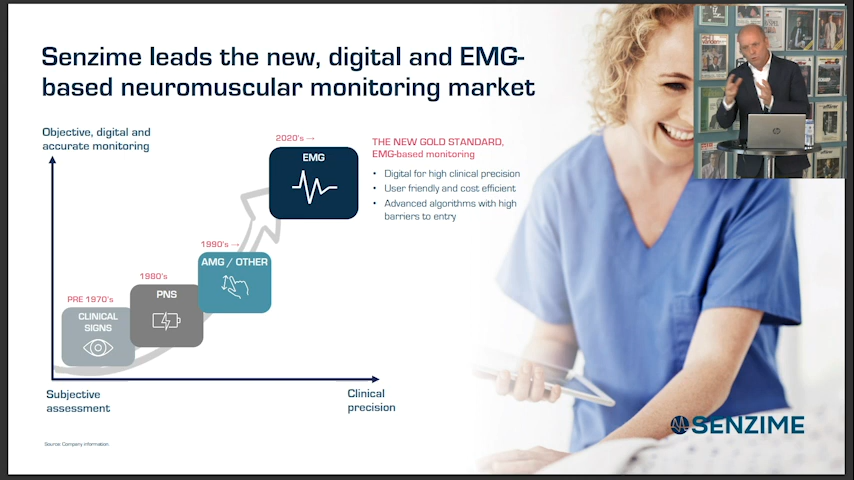 Senzime leads the new, digital and EMG-
based neuromuscular monitoring market
Objective, digital and
accurate monitoring
2020's →
EMG
THE NEW GOLD STANDARD,
EMG-based monitoring
• Digital for high clinical precision
• User friendly and cost efficient
• Advanced algorithms with high
barriers to entry
1990's →
AMG / OTHER
1980's
PNS
PRE 1970's
CLINICAL
SIGNS
Subjective
assessment
Clinical
precision
SENZIME
Source: Company information